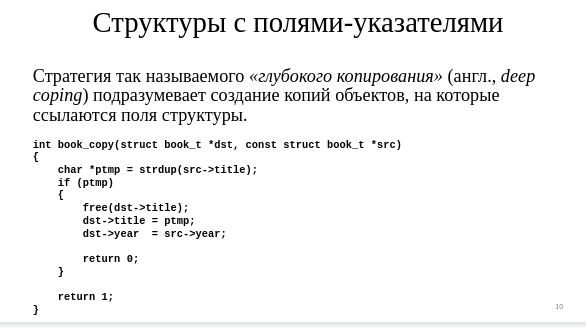 Структуры с полями-указателями
Стратегия так называемого «глубокого копирования» (англ., deep
coping) подразумевает создание копий объектов, на которые
ссылаются поля структуры.
int book_copy(struct book_t *dst, const struct book_t *src)
{
    char *ptmp = strdup(src->title);
    if (ptmp)
    {
        free(dst->title);
        dst->title = ptmp;
        dst->year  = src->year;

        return 0;
    }

    return 1;
}
10